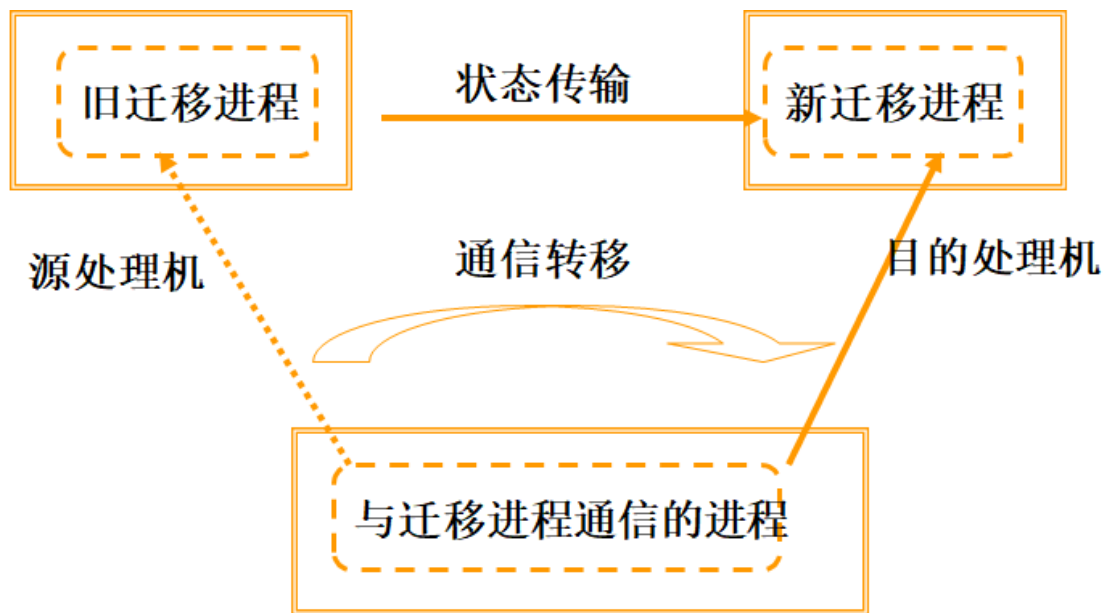 旧迁移进程
状态传输
新迁移进程
源处理机
通信转移
目的处理机
与迁移进程通信的进程